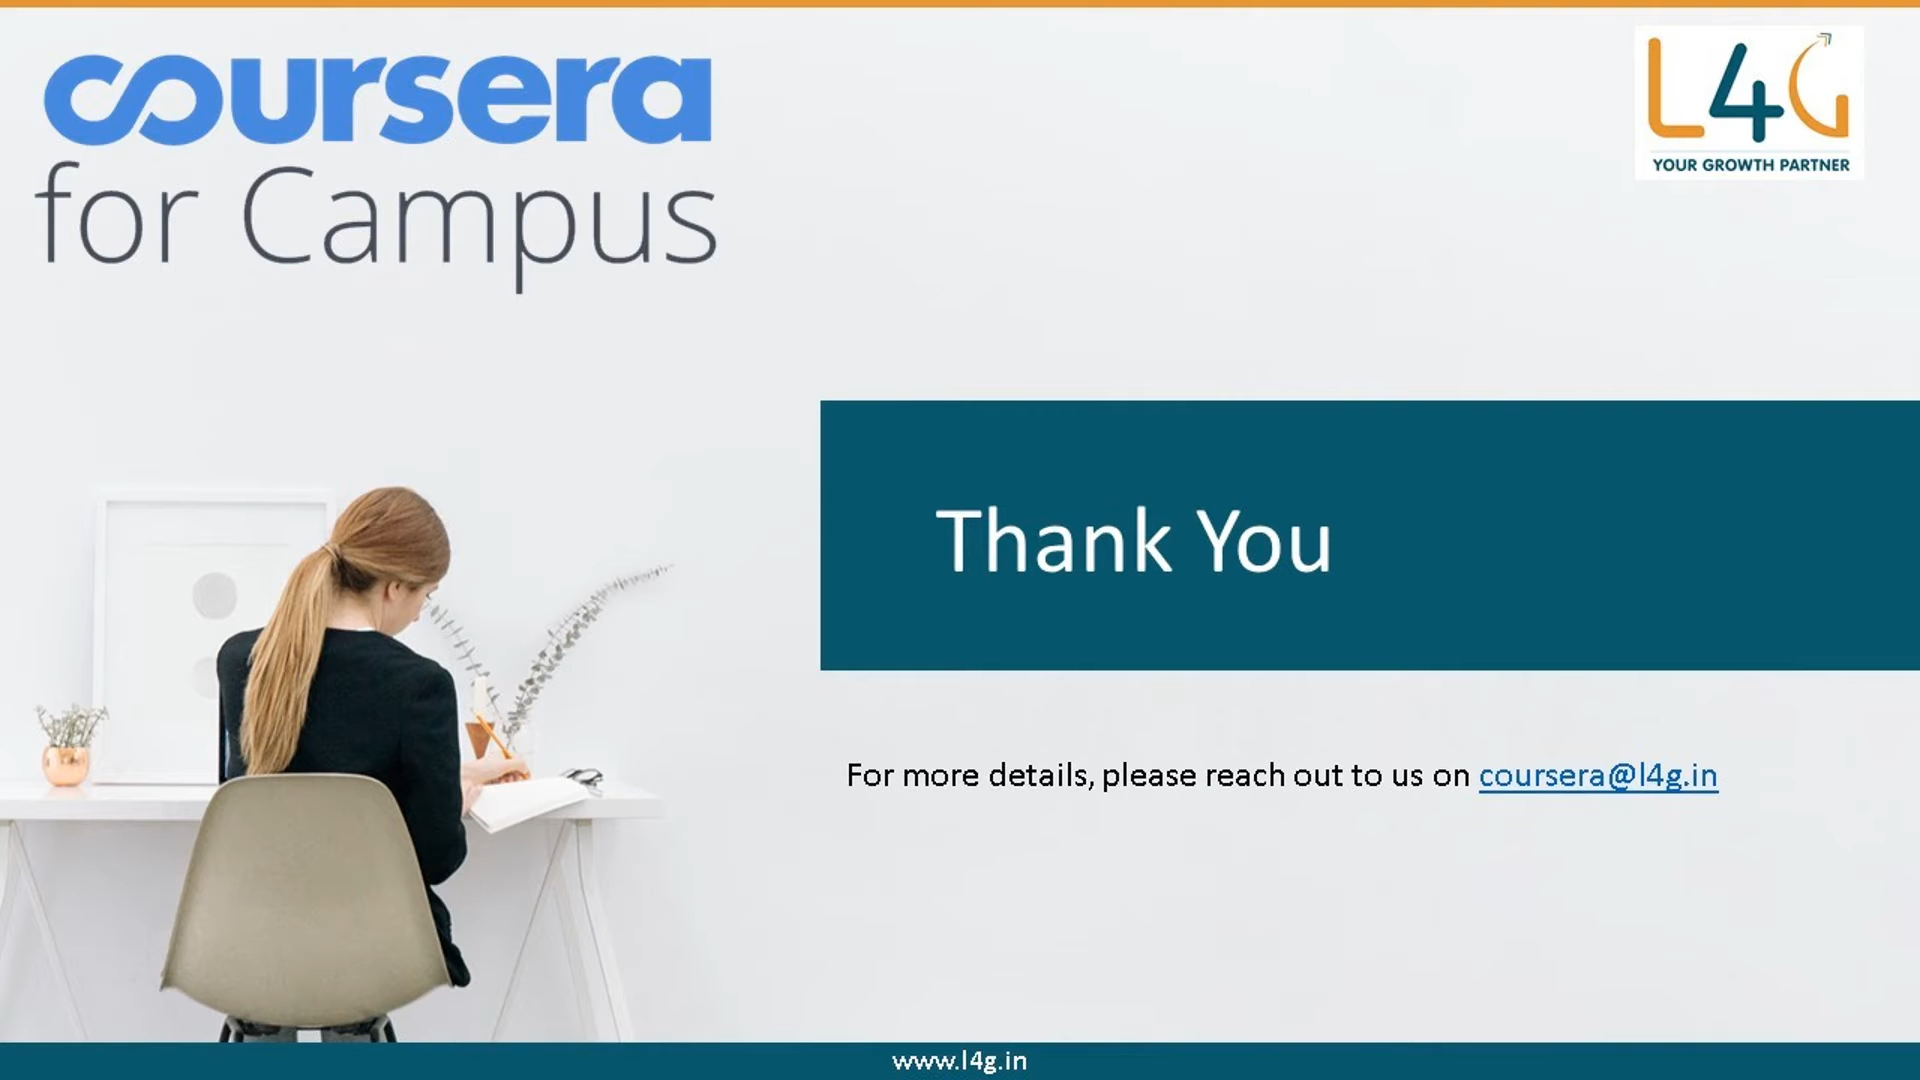 coursera
for Campus
L4G
YOUR GROWTH PARTNER
Thank You
For more details, please reach out to us on coursera@l4g.in
www.l4g.in